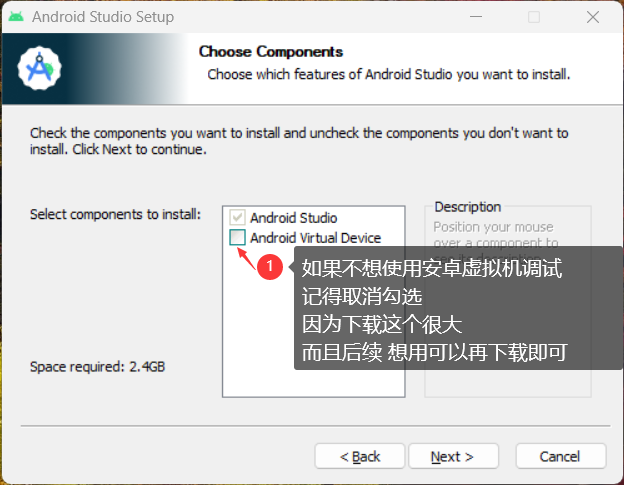 Android Studio Setup
Choose Components
Choose which features of Android Studio you want to install.
Check the components you want to install and uncheck the components you don't want to
install. Click Next to continue.
Select components to install:
Android Studio
Android Virtual Device
Description
Position your mouse
over a component to
1
如果不想使用安卓虚拟机调试
记得取消勾选
因为下载这个很大
而且后续 想用可以再下载即可
Space required: 2.4GB
< Back
Next >
Cancel